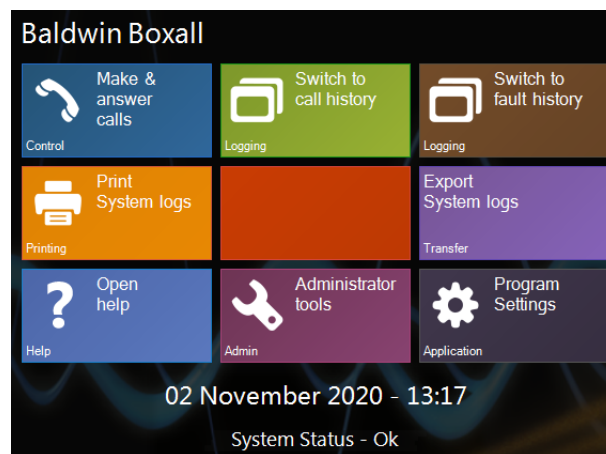 Baldwin Boxall
Make &
answer
calls
Control
Switch to
call history
Logging
Switch to
fault history
Logging
Print
System logs
Printing
Export
System logs
Transfer
Open
help
Help
Administrator
tools
Admin
Program
Settings
Application
02 November 2020 - 13:17
System Status - Ok